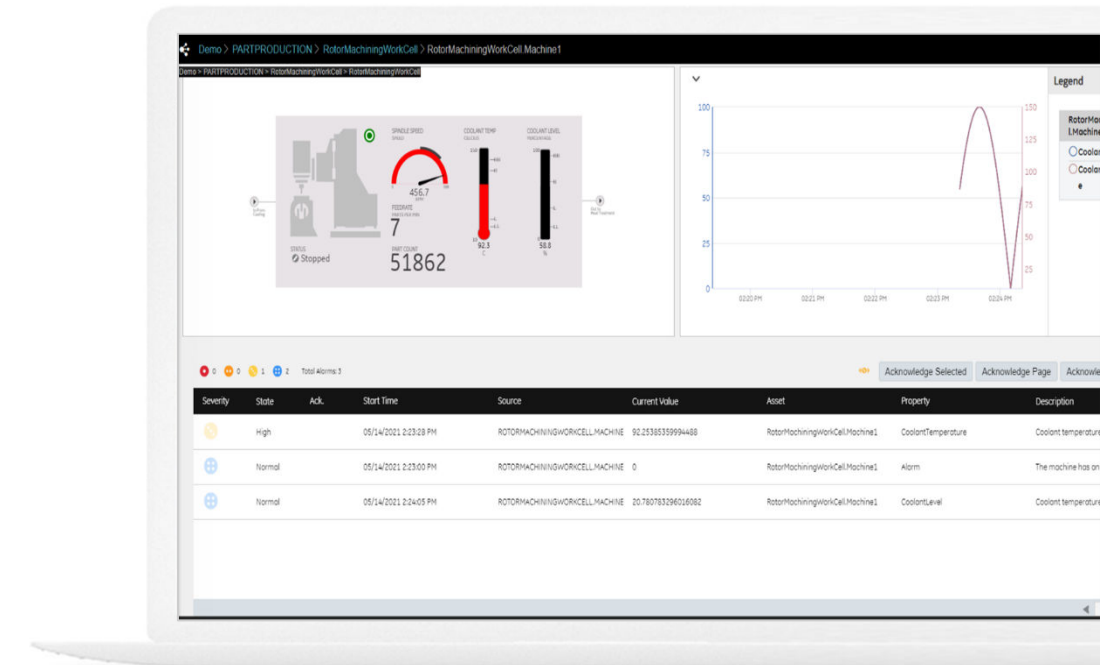 Demo > PARTPRODUCTION > RotorMachiningWorkCell > RotorMachiningWorkCell.Machine1
Demo > PARTPRODUCTION > RotorMachiningWorkCell > RotorMachiningWorkCell
SPINDLE SPEED
456.7
FEEDRATE
7
PART COUNT
51862
COOLANT TEMP
92.3
C
COOLANT LEVEL
58.8
%
STATUS
Stopped
100
75
50
25
0
150
125
100
75
50
25
02:20 PM
02:21 PM
02:22 PM
02:23 PM
02:24 PM
Legend
RotorMac
l.Machine
Coolan
Coolan
e
0 0 1 2 Total Alarms: 3
Acknowledge Selected Acknowledge Page Acknowle
Severity State Ack. Start Time Source Current Value Asset Property Description
High 05/14/2021 2:23:28 PM ROTORMACHININGWORKCELL.MACHINE 92.25385359994488 RotorMachiningWorkCell.Machine1 CoolantTemperature Coolant temperature
Normal 05/14/2021 2:23:00 PM ROTORMACHININGWORKCELL.MACHINE 0 RotorMachiningWorkCell.Machine1 Alarm The machine has an
Normal 05/14/2021 2:24:05 PM ROTORMACHININGWORKCELL.MACHINE 20.780783296016082 RotorMachiningWorkCell.Machine1 CoolantLevel Coolant temperature